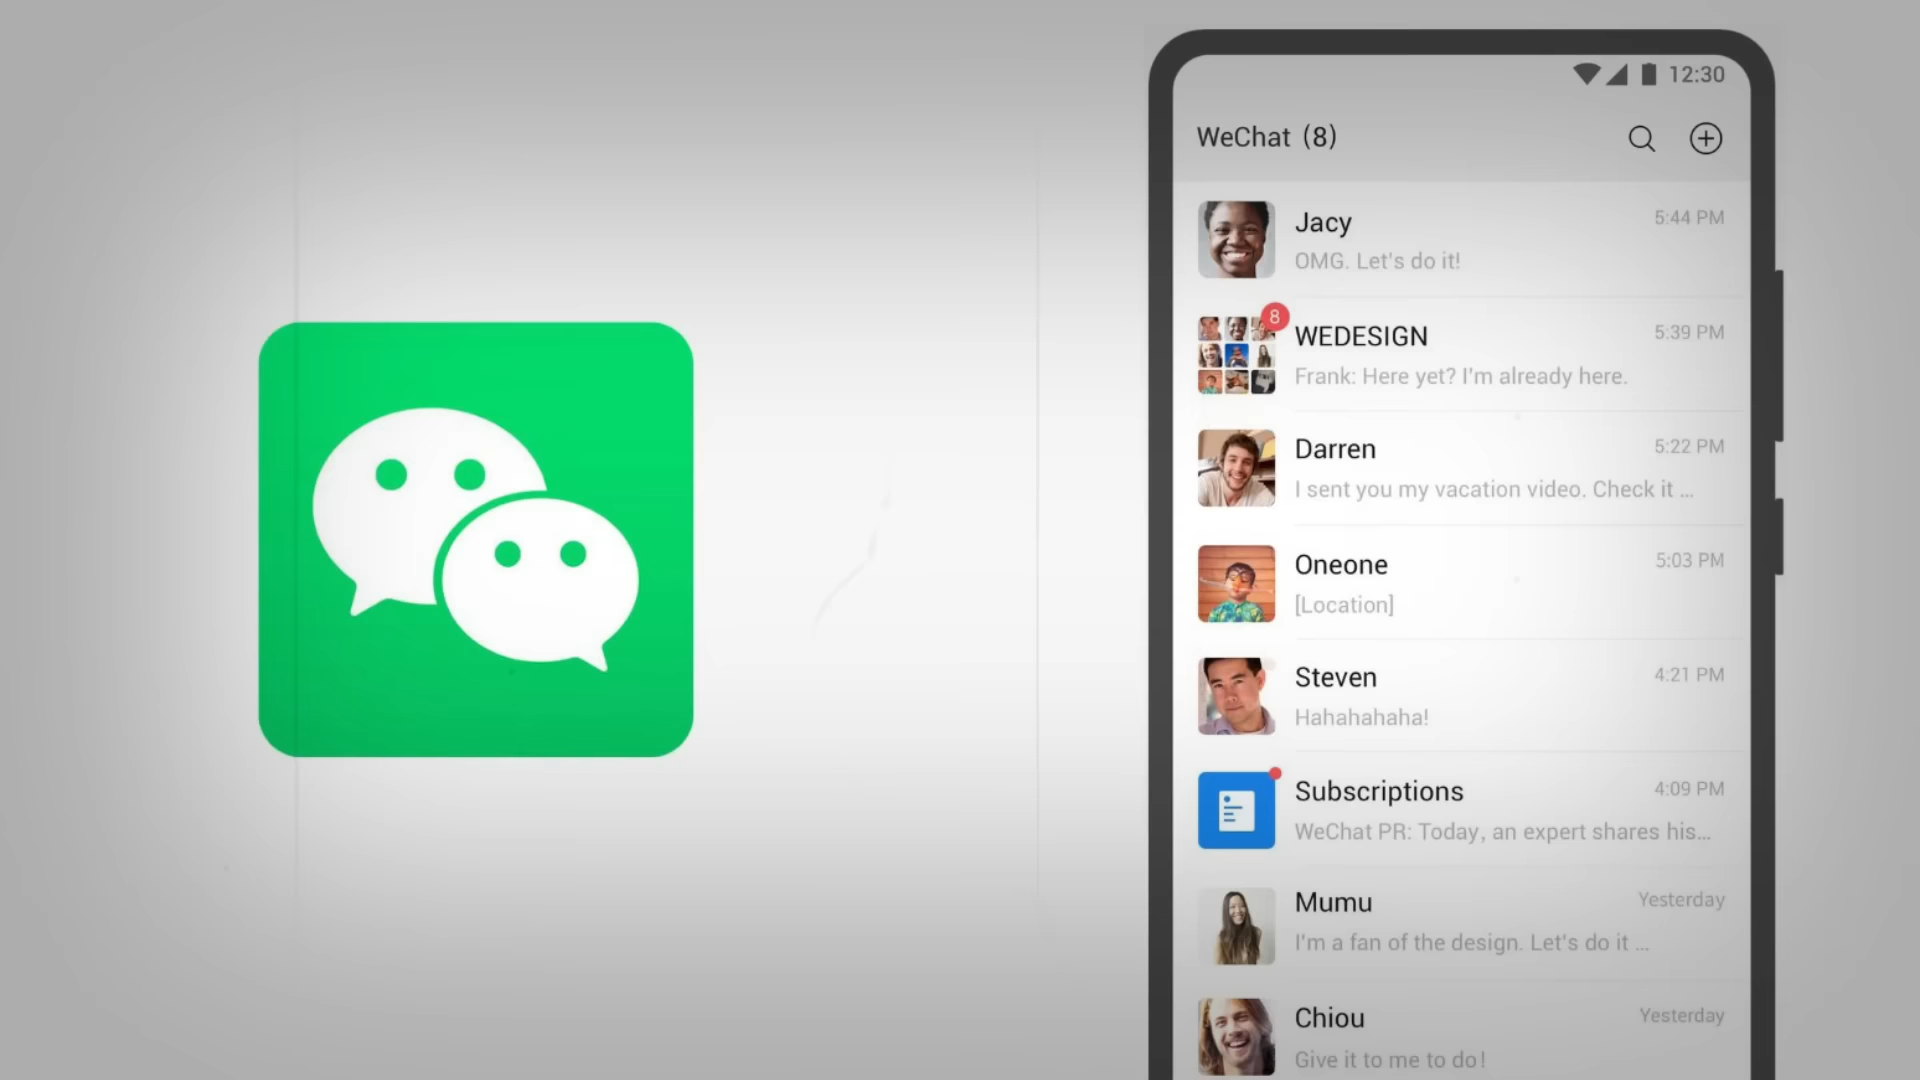 12:30
WeChat (8)
Jacy 5:44 PM
OMG. Let's do it!
8
WEDESIGN 5:39 PM
Frank: Here yet? I'm already here.
Darren 5:22 PM
I sent you my vacation video. Check it ...
Oneone 5:03 PM
[Location]
Steven 4:21 PM
Hahahahaha!
Subscriptions 4:09 PM
WeChat PR: Today, an expert shares his...
Mumu Yesterday
I'm a fan of the design. Let's do it ...
Chiou Yesterday
Give it to me to do!